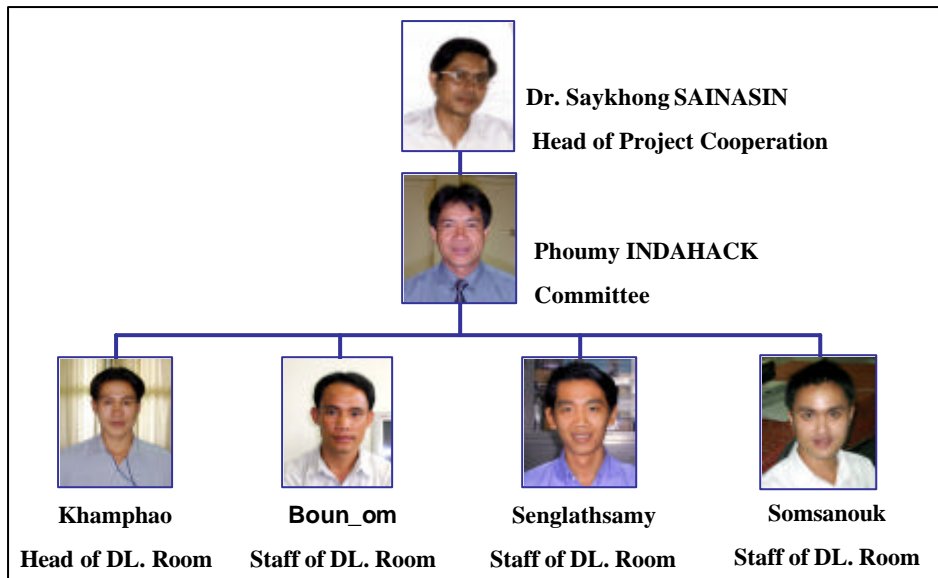 Dr. Saykhong SAINASIN
Head of Project Cooperation
Phoumy INDAHACK
Committee
Khamphao
Head of DL. Room
Boun_om
Staff of DL. Room
Senglathsamy
Staff of DL. Room
Somsanouk
Staff of DL. Room